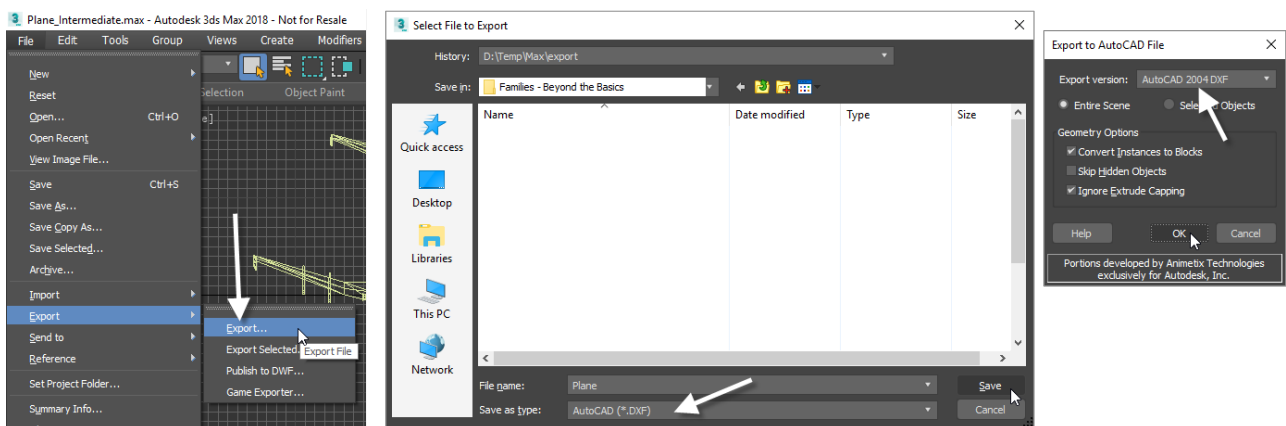 3 Plane_Intermediate.max - Autodesk 3ds Max 2018 - Not for Resale
File Edit Tools Group Views Create Modifiers
New
Reset
Open... Ctrl+O
Open Recent
View Image File...
Save Ctrl+S
Save As...
Save Copy As...
Save Selected...
Archive...
Import
Export
Send to
Reference
Set Project Folder...
Summary Info...
Selection Object Paint
Export...
Export Selected
Export File
Publish to DWF...
Game Exporter...
3 Select File to Export
History: D:\Temp\Max\export
Save in: Families - Beyond the Basics
Name Date modified Type Size
Quick access
Desktop
Libraries
This PC
Network
File name: Plane Save
Save as type: AutoCAD (*.DXF) Cancel
Export to AutoCAD File
Export version: AutoCAD 2004 DXF
Entire Scene Objects
Geometry Options
Convert Instances to Blocks
Skip Hidden Objects
Ignore Extrude Capping
Help OK Cancel
Portions developed by Animetix Technologies
exclusively for Autodesk, Inc.